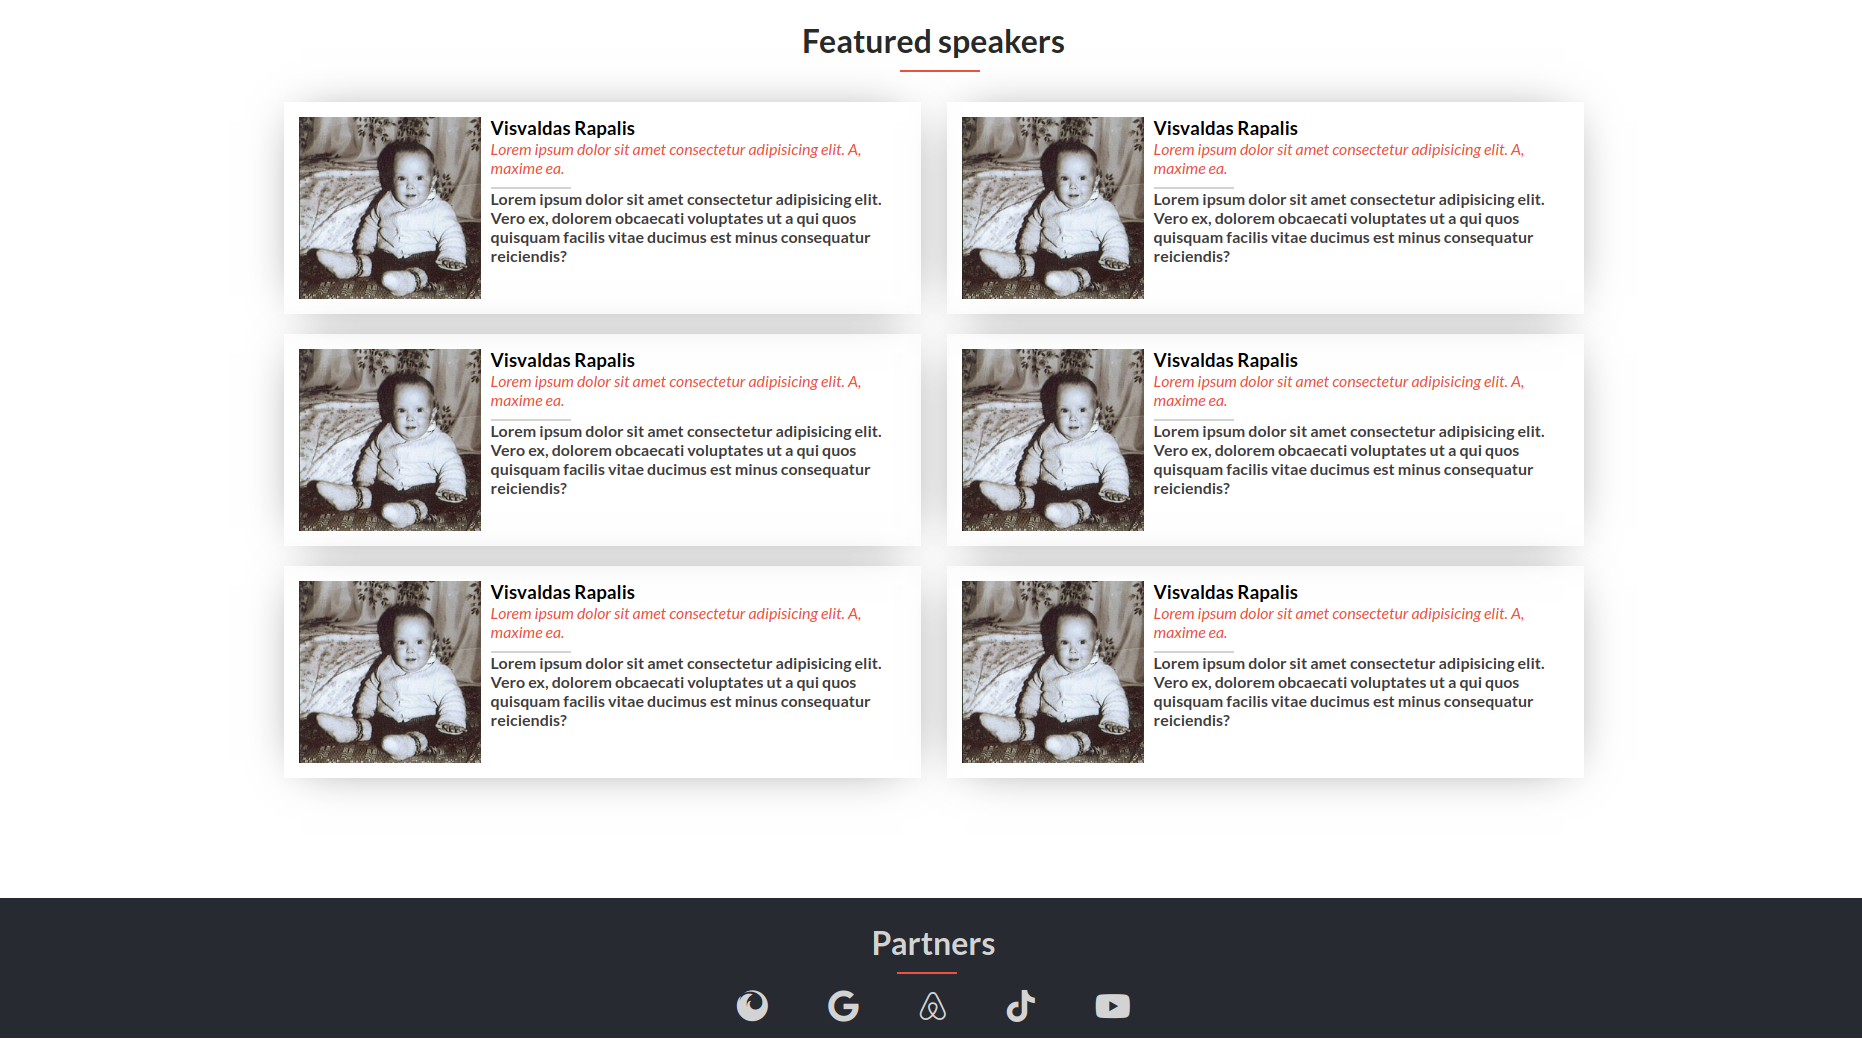 Featured speakers
Visvaldas Rapalis
Lorem ipsum dolor sit amet consectetur adipisicing elit. A,
maxime ea.
Lorem ipsum dolor sit amet consectetur adipisicing elit.
Vero ex, dolorem obcaecati voluptates ut a qui quos
quisquam facilis vitae ducimus est minus consequatur
reiciendis?
Visvaldas Rapalis
Lorem ipsum dolor sit amet consectetur adipisicing elit. A,
maxime ea.
Lorem ipsum dolor sit amet consectetur adipisicing elit.
Vero ex, dolorem obcaecati voluptates ut a qui quos
quisquam facilis vitae ducimus est minus consequatur
reiciendis?
Visvaldas Rapalis
Lorem ipsum dolor sit amet consectetur adipisicing elit. A,
maxime ea.
Lorem ipsum dolor sit amet consectetur adipisicing elit.
Vero ex, dolorem obcaecati voluptates ut a qui quos
quisquam facilis vitae ducimus est minus consequatur
reiciendis?
Visvaldas Rapalis
Lorem ipsum dolor sit amet consectetur adipisicing elit. A,
maxime ea.
Lorem ipsum dolor sit amet consectetur adipisicing elit.
Vero ex, dolorem obcaecati voluptates ut a qui quos
quisquam facilis vitae ducimus est minus consequatur
reiciendis?
Visvaldas Rapalis
Lorem ipsum dolor sit amet consectetur adipisicing elit. A,
maxime ea.
Lorem ipsum dolor sit amet consectetur adipisicing elit.
Vero ex, dolorem obcaecati voluptates ut a qui quos
quisquam facilis vitae ducimus est minus consequatur
reiciendis?
Visvaldas Rapalis
Lorem ipsum dolor sit amet consectetur adipisicing elit. A,
maxime ea.
Lorem ipsum dolor sit amet consectetur adipisicing elit.
Vero ex, dolorem obcaecati voluptates ut a qui quos
quisquam facilis vitae ducimus est minus consequatur
reiciendis?
Partners